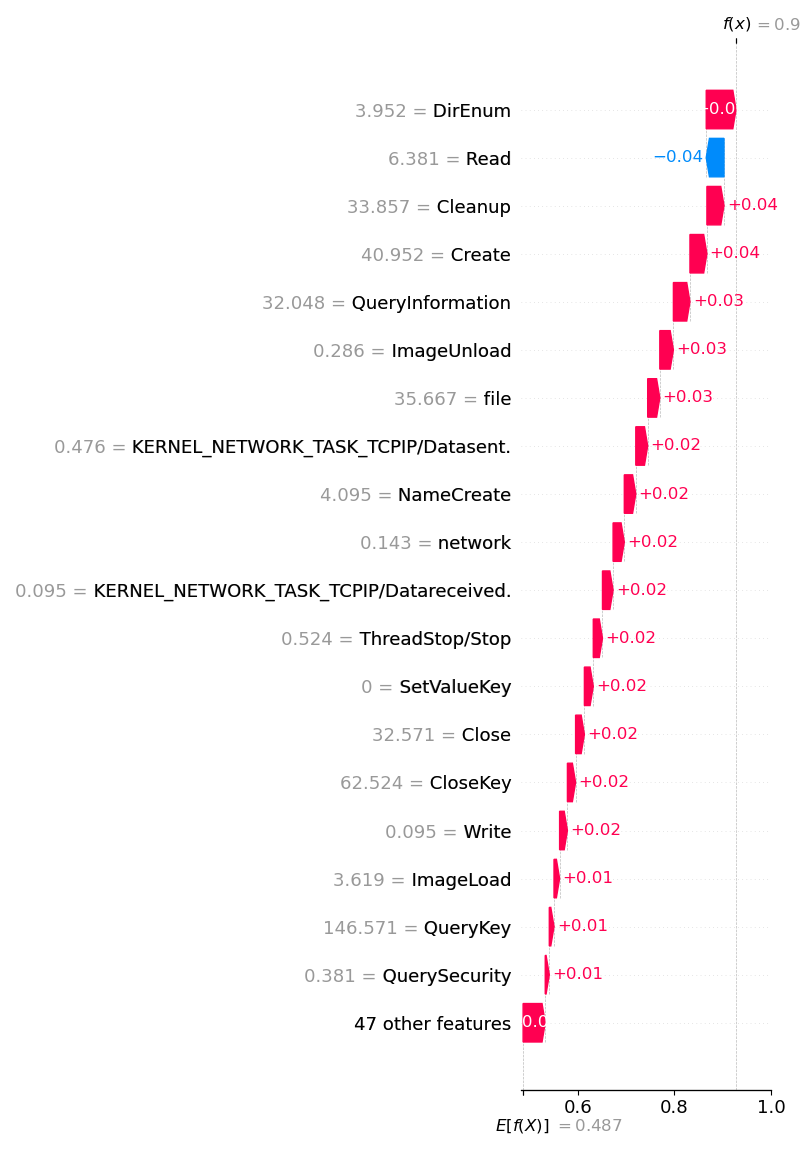 f(x) = 0.9
3.952 = DirEnum
6.381 = Read −0.04
33.857 = Cleanup +0.04
40.952 = Create +0.04
32.048 = QueryInformation +0.03
0.286 = ImageUnload +0.03
35.667 = file +0.03
0.476 = KERNEL_NETWORK_TASK_TCPIP/Datasent. +0.02
4.095 = NameCreate +0.02
0.143 = network +0.02
0.095 = KERNEL_NETWORK_TASK_TCPIP/Datareceived. +0.02
0.524 = ThreadStop/Stop +0.02
0 = SetValueKey +0.02
32.571 = Close +0.02
62.524 = CloseKey +0.02
0.095 = Write +0.02
3.619 = ImageLoad +0.01
146.571 = QueryKey +0.01
0.381 = QuerySecurity +0.01
47 other features
0.6 0.8 1.0
E[f(X)] = 0.487